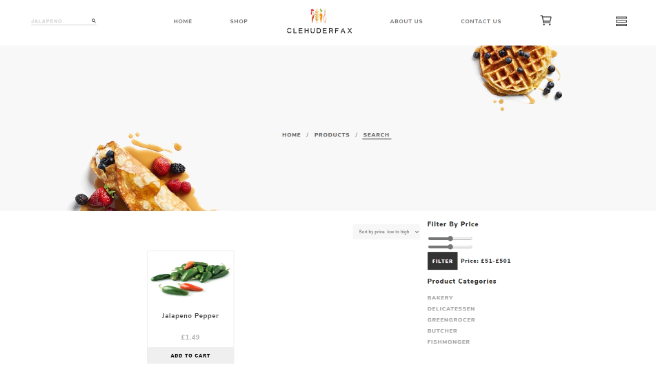 JALAPENO
HOME
SHOP
CLEHUDERFAX
ABOUT US
CONTACT US
HOME / PRODUCTS / SEARCH
Sort by price: low to high
Filter By Price
FILTER
Price: £51-£501
Product Categories
BAKERY
DELICATESSEN
GREENGROCER
BUTCHER
FISHMONGER
Jalapeno Pepper
£1.49
ADD TO CART